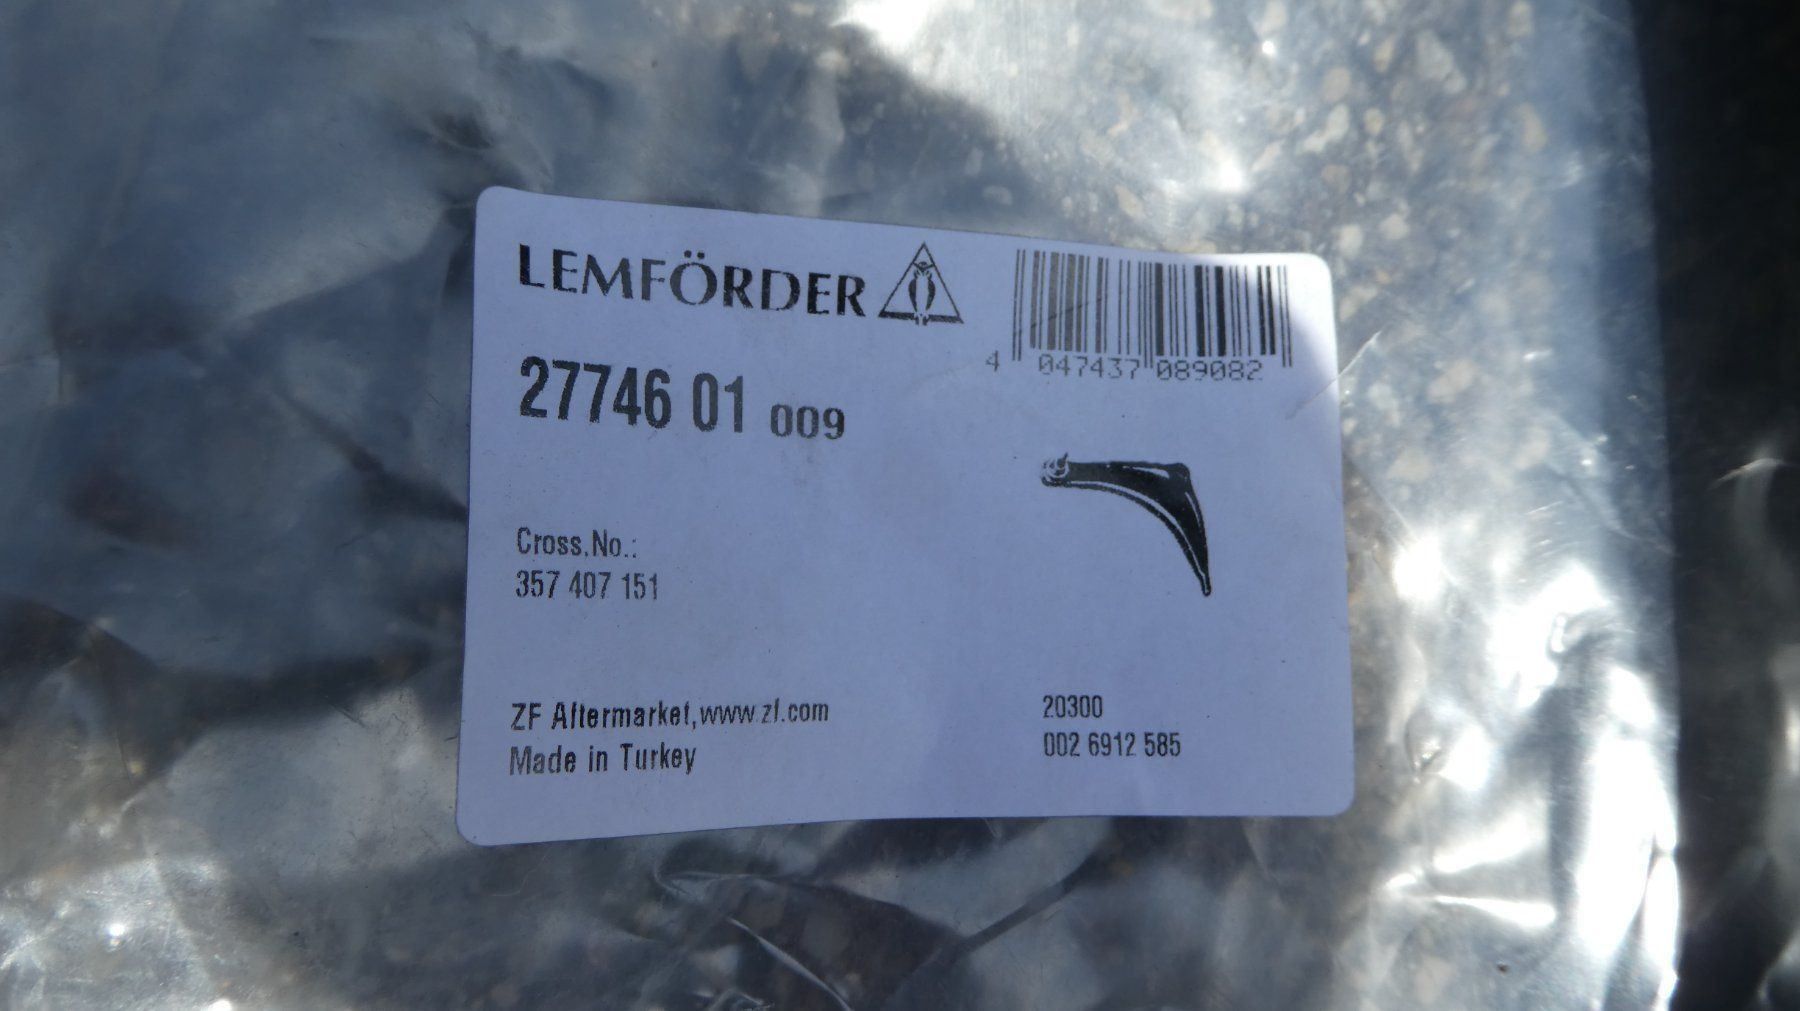 LEMFÖRDER
4 047437 089082
27746 01 009
Cross.No.:
357 407 151
ZF Aftermarket,www.zf.com
Made in Turkey
20300
002 6912 585